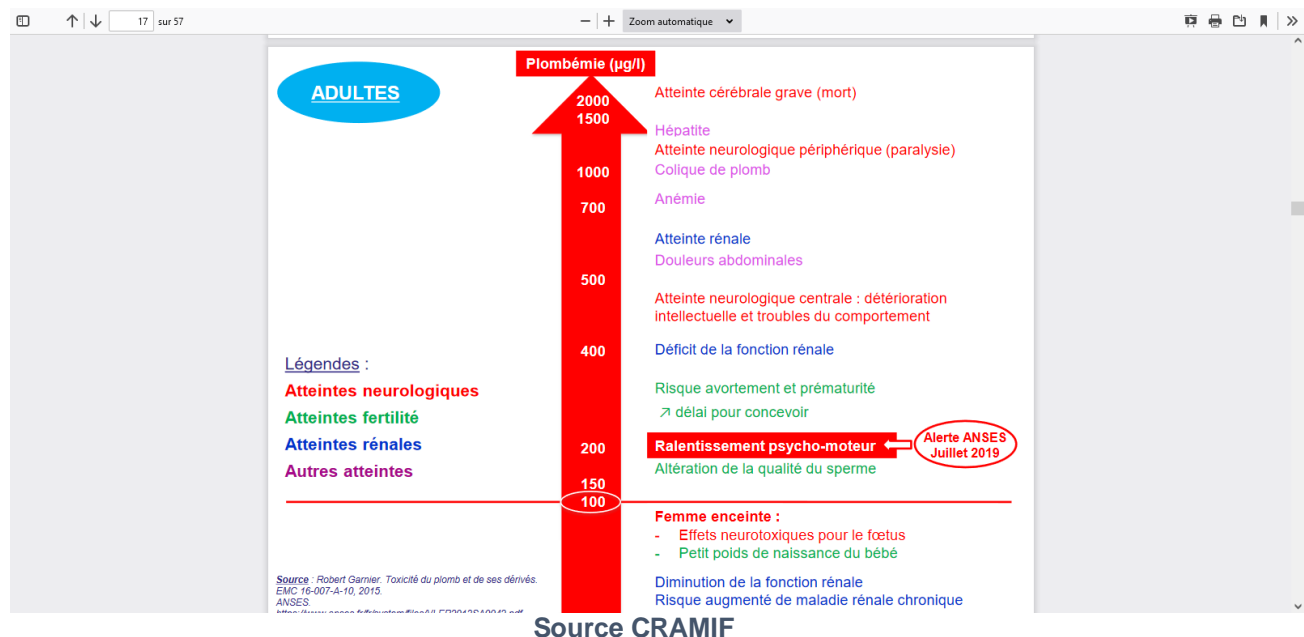 17 sur 57
Zoom automatique
Plombémie (µg/l)
ADULTES
2000
Atteinte cérébrale grave (mort)
1500
Hépatite
Atteinte neurologique périphérique (paralysie)
1000
Colique de plomb
Anémie
700
Atteinte rénale
Douleurs abdominales
500
Atteinte neurologique centrale : détérioration
intellectuelle et troubles du comportement
400
Déficit de la fonction rénale
Légendes :
Atteintes neurologiques
Atteintes fertilité
Atteintes rénales
Autres atteintes
Risque avortement et prématurité
↗ délai pour concevoir
200
Ralentissement psycho-moteur
Alerte ANSES
Juillet 2019
Altération de la qualité du sperme
150
100
Femme enceinte :
- Effets neurotoxiques pour le fœtus
- Petit poids de naissance du bébé
Diminution de la fonction rénale
Risque augmenté de maladie rénale chronique
Source : Robert Garnier. Toxicité du plomb et de ses dérivés.
EMC 16-007-A-10, 2015.
ANSES.
Source CRAMIF